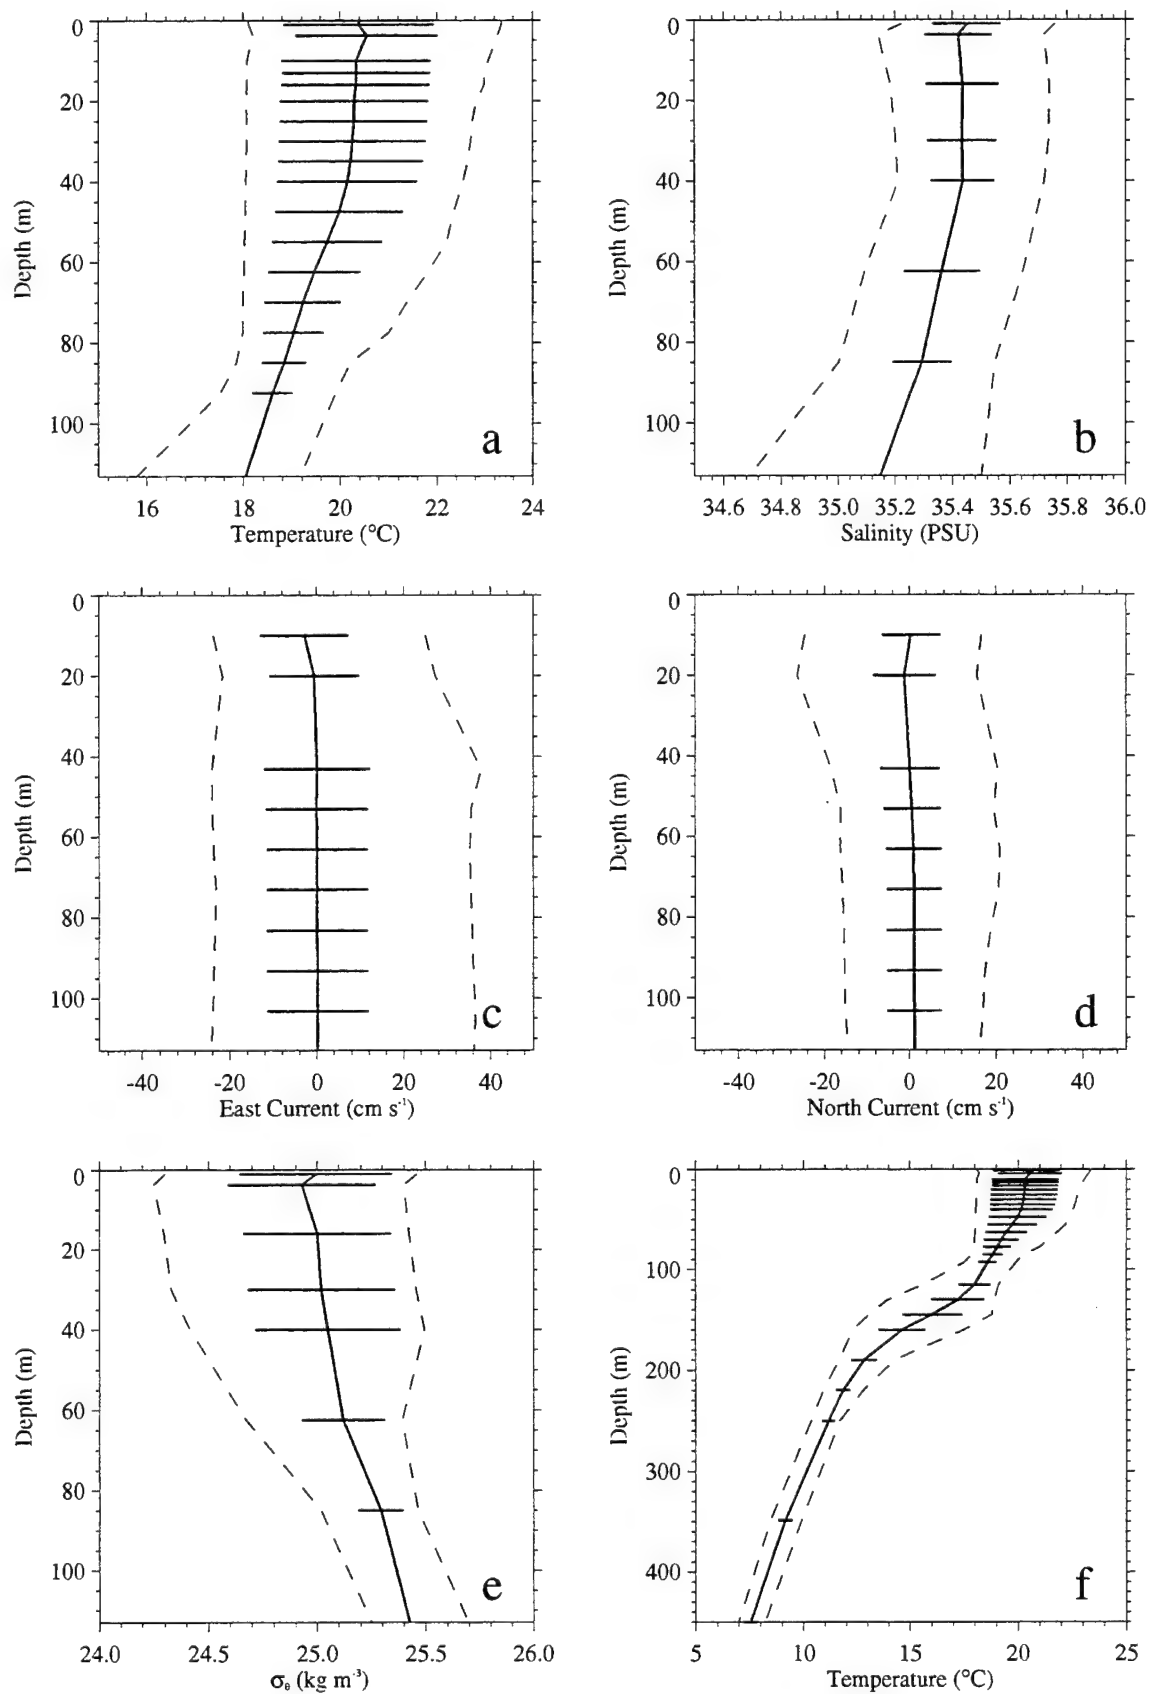 0
20
40
60
80
100
Depth (m)
a
16 18 20 22 24
Temperature (°C)
0
20
40
60
80
100
Depth (m)
b
34.6 34.8 35.0 35.2 35.4 35.6 35.8 36.0
Salinity (PSU)
0
20
40
60
80
100
Depth (m)
c
-40 -20 0 20 40
East Current (cm s⁻¹)
0
20
40
60
80
100
Depth (m)
d
-40 -20 0 20 40
North Current (cm s⁻¹)
0
20
40
60
80
100
Depth (m)
e
24.0 24.5 25.0 25.5 26.0
σθ (kg m⁻³)
0
100
200
300
400
Depth (m)
f
5 10 15 20 25
Temperature (°C)